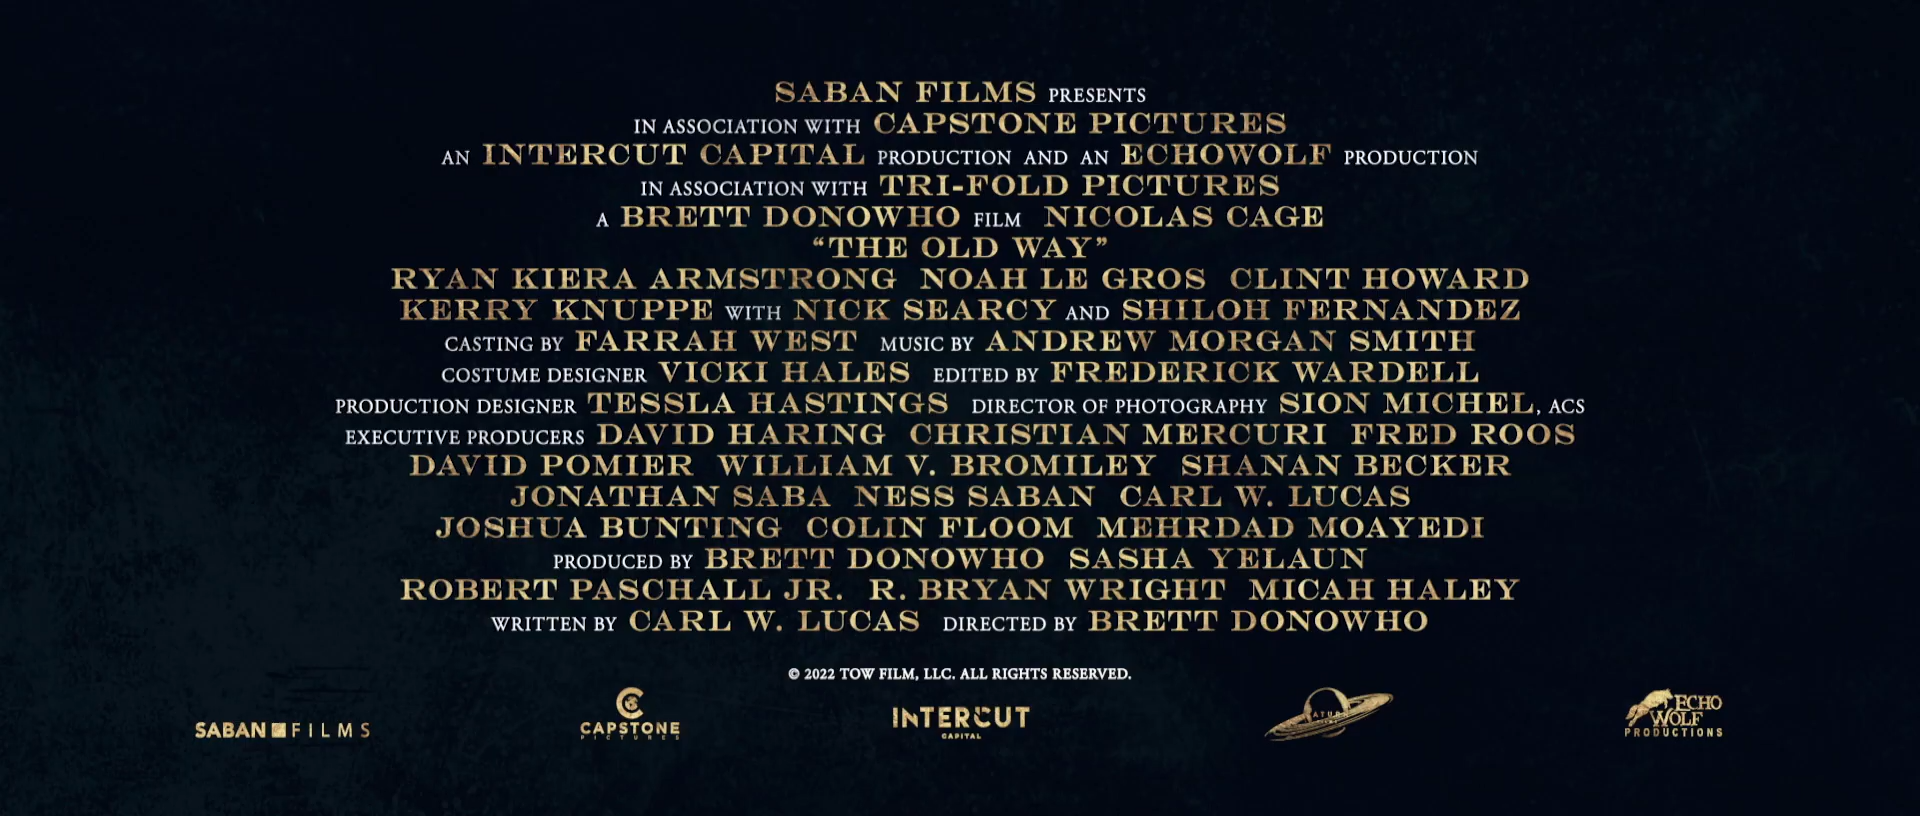 SABAN FILMS PRESENTS
IN ASSOCIATION WITH CAPSTONE PICTURES
AN INTERCUT CAPITAL PRODUCTION AND AN ECHOWOLF PRODUCTION
IN ASSOCIATION WITH TRI-FOLD PICTURES
A BRETT DONOWHO FILM NICOLAS CAGE
“THE OLD WAY”
RYAN KIERA ARMSTRONG NOAH LE GROS CLINT HOWARD
KERRY KNUPPE WITH NICK SEARCY AND SHILOH FERNANDEZ
CASTING BY FARRAH WEST MUSIC BY ANDREW MORGAN SMITH
COSTUME DESIGNER VICKI HALES EDITED BY FREDERICK WARDELL
PRODUCTION DESIGNER TESSLA HASTINGS DIRECTOR OF PHOTOGRAPHY SION MICHEL, ACS
EXECUTIVE PRODUCERS DAVID HARING CHRISTIAN MERCURI FRED ROOS
DAVID POMIER WILLIAM V. BROMILEY SHANAN BECKER
JONATHAN SABA NESS SABAN CARL W. LUCAS
JOSHUA BUNTING COLIN FLOOM MEHRDAD MOAYEDI
PRODUCED BY BRETT DONOWHO SASHA YELAUN
ROBERT PASCHALL JR. R. BRYAN WRIGHT MICAH HALEY
WRITTEN BY CARL W. LUCAS DIRECTED BY BRETT DONOWHO
© 2022 TOW FILM, LLC. ALL RIGHTS RESERVED.
SABAN FILMS
CAPSTONE
PICTURES
INTERCUT
CAPITAL
ECHO
WOLF
PRODUCTIONS